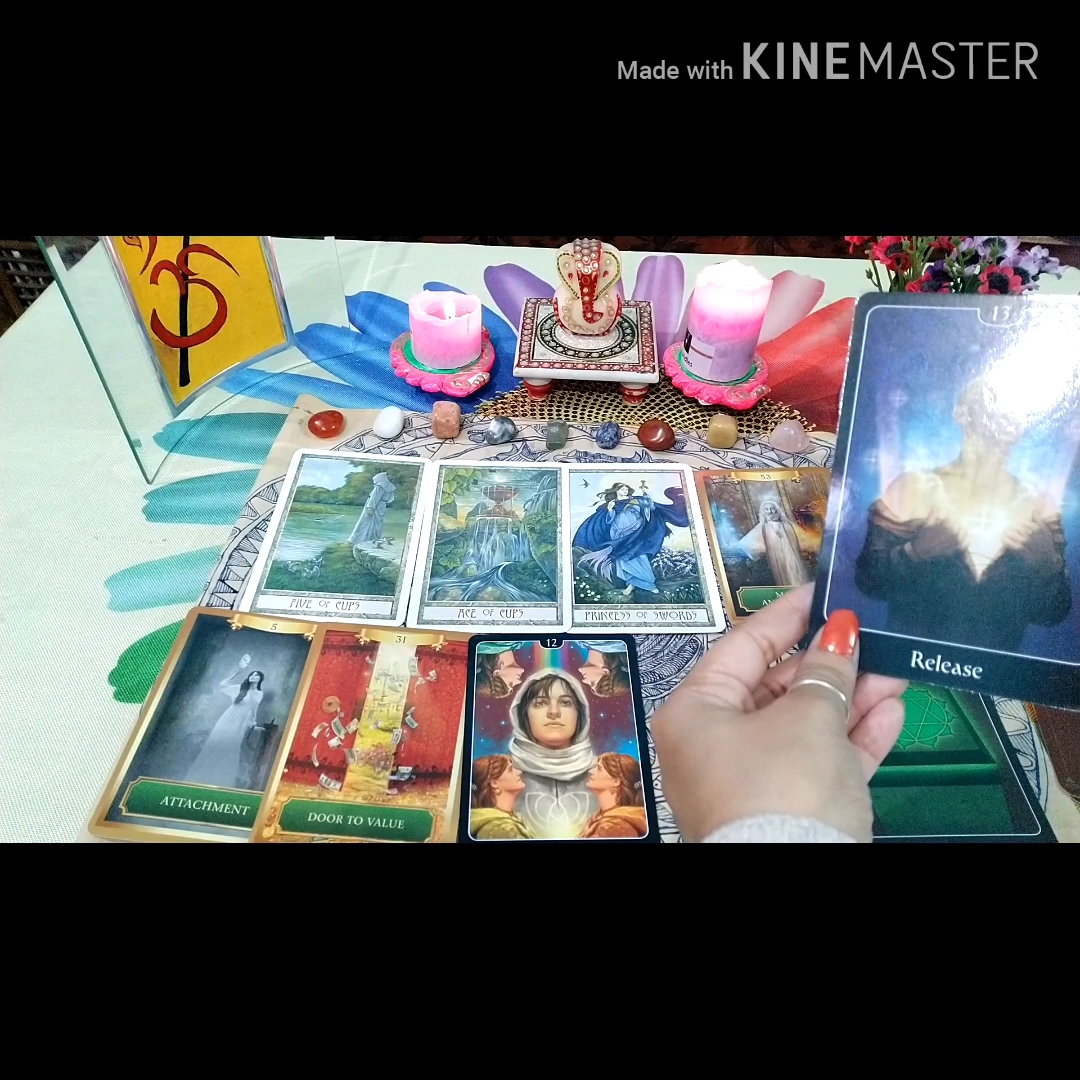 Made with KINEMASTER
13
53
FIVE OF CUPS
ACE OF CUPS
PRINCESS OF SWORDS
Release
5
31
12
ATTACHMENT
DOOR TO VALUE